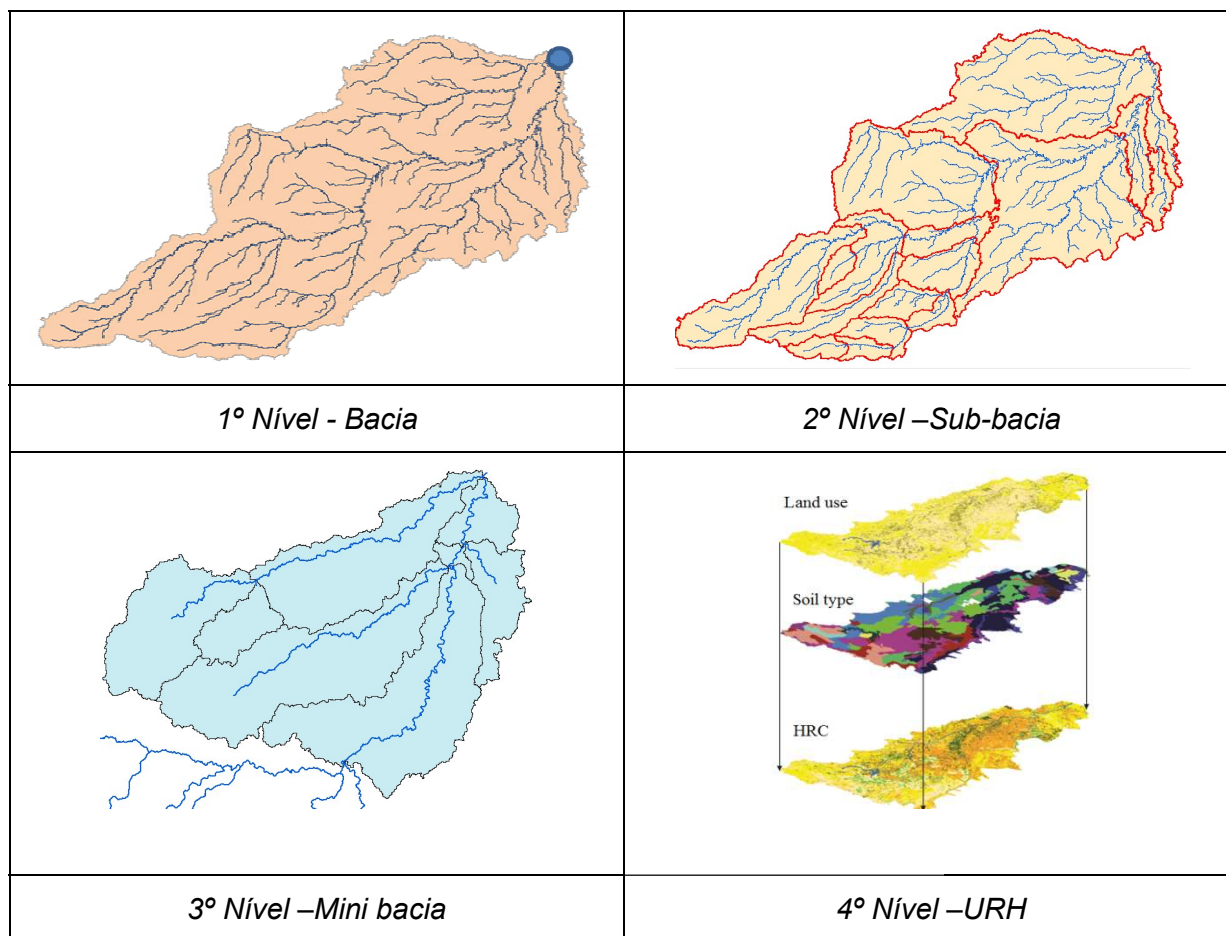 1º Nível - Bacia
2º Nível –Sub-bacia
Land use
Soil type
HRC
3º Nível –Mini bacia
4º Nível –URH